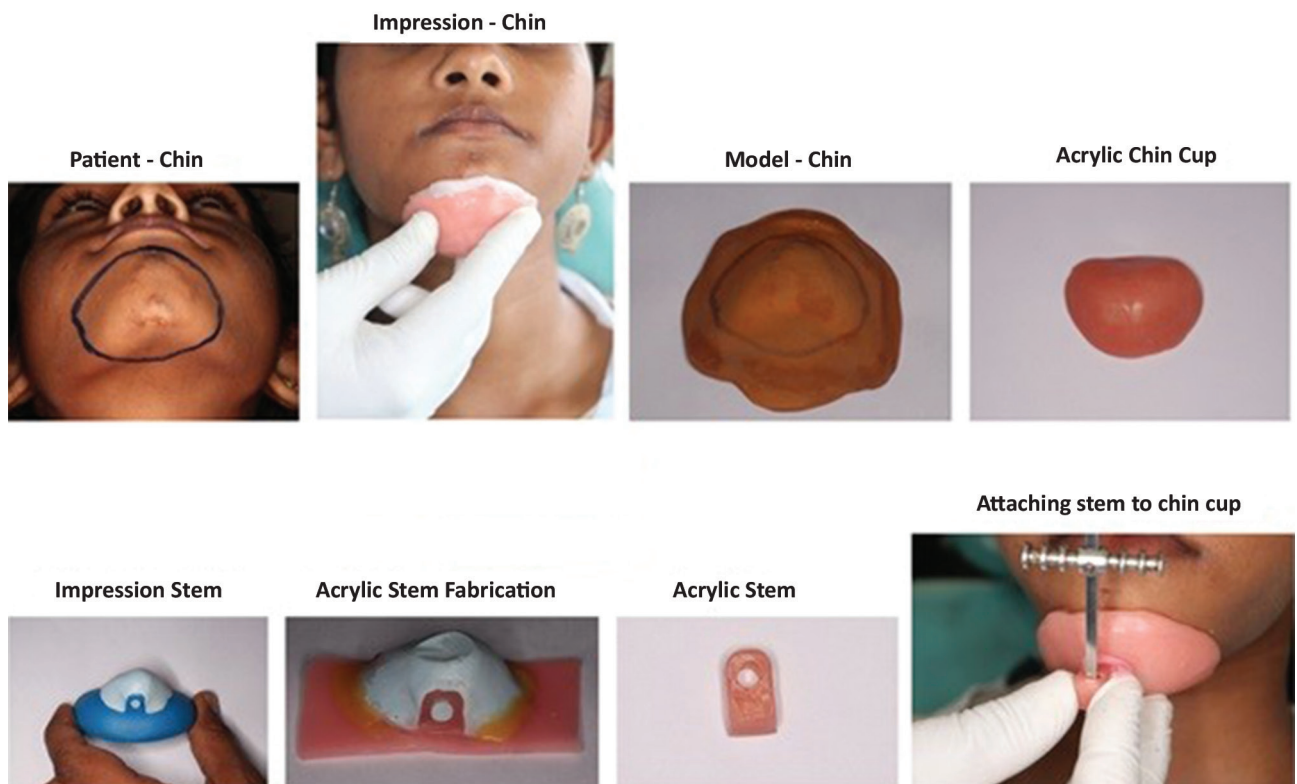 Impression - Chin
Patient - Chin
Model - Chin
Acrylic Chin Cup
Attaching stem to chin cup
Impression Stem
Acrylic Stem Fabrication
Acrylic Stem